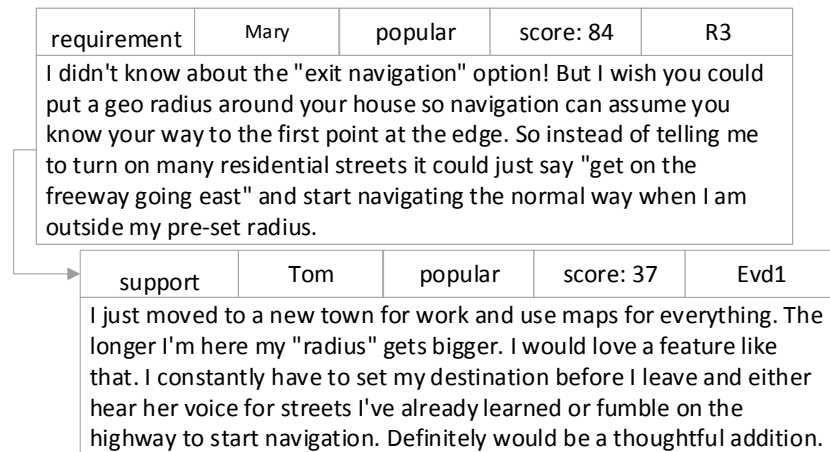 requirement Mary popular score: 84 R3
I didn't know about the "exit navigation" option! But I wish you could
put a geo radius around your house so navigation can assume you
know your way to the first point at the edge. So instead of telling me
to turn on many residential streets it could just say "get on the
freeway going east" and start navigating the normal way when I am
outside my pre-set radius.
support Tom popular score: 37 Evd1
I just moved to a new town for work and use maps for everything. The
longer I'm here my "radius" gets bigger. I would love a feature like
that. I constantly have to set my destination before I leave and either
hear her voice for streets I've already learned or fumble on the
highway to start navigation. Definitely would be a thoughtful addition.